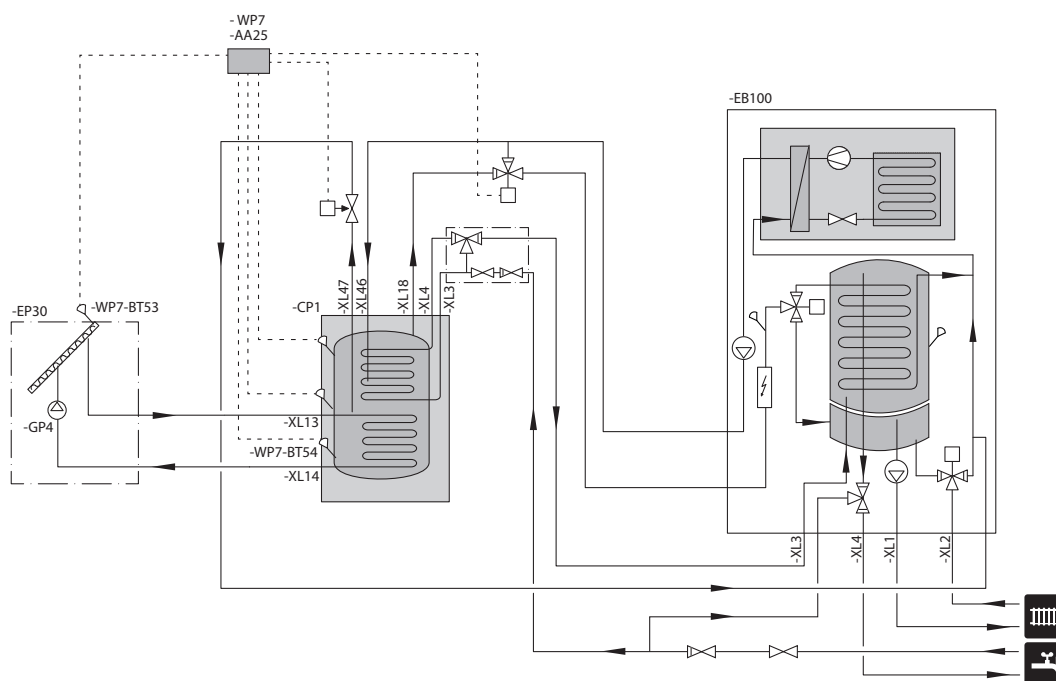 - WP7
-AA25
-EB100
-XL47
-XL46
-XL18
-XL4
-XL3
-CP1
-EP30
-WP7-BT53
-GP4
-XL13
-WP7-BT54
-XL14
-XL3
-XL4
-XL1
-XL2